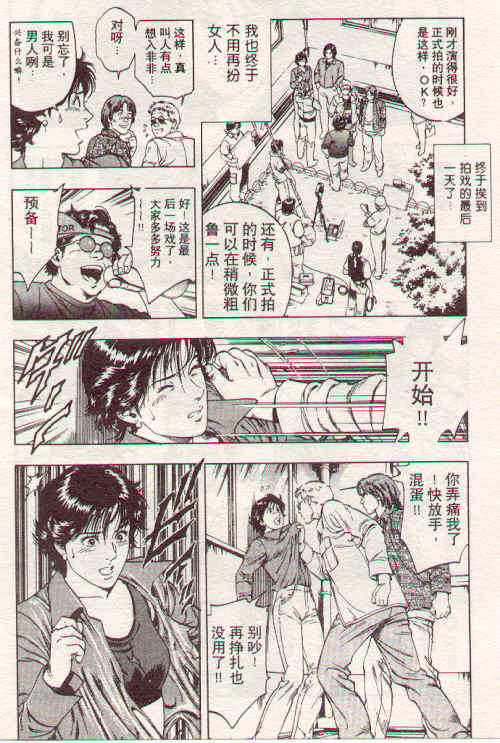 刚才演得很好，
正式拍的时候也
是这样，OK?
终于挨到
拍戏的最后
一天了…
我也终于
不用再扮
女人…
这样，真
叫人有点
想入非非…
对呀…
别忘了，
我可是
男人咧…
还有，正式拍
的时候，你们
可以在稍微粗
鲁一点！
好！这是最
后一场戏了，
大家多多努力
～～!!
预备～～
TOR
开始!!
你弄痛我了
！快放手，
混蛋!!
别吵！
再挣扎也
没用了!!